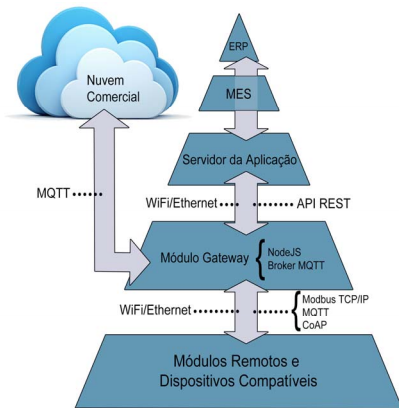 ERP
Nuvem
Comercial
MES
Servidor da Aplicação
MQTT
WiFi/Ethernet
API REST
Módulo Gateway
NodeJS
Broker MQTT
WiFi/Ethernet
Modbus TCP/IP
MQTT
CoAP
Módulos Remotos e
Dispositivos Compatíveis